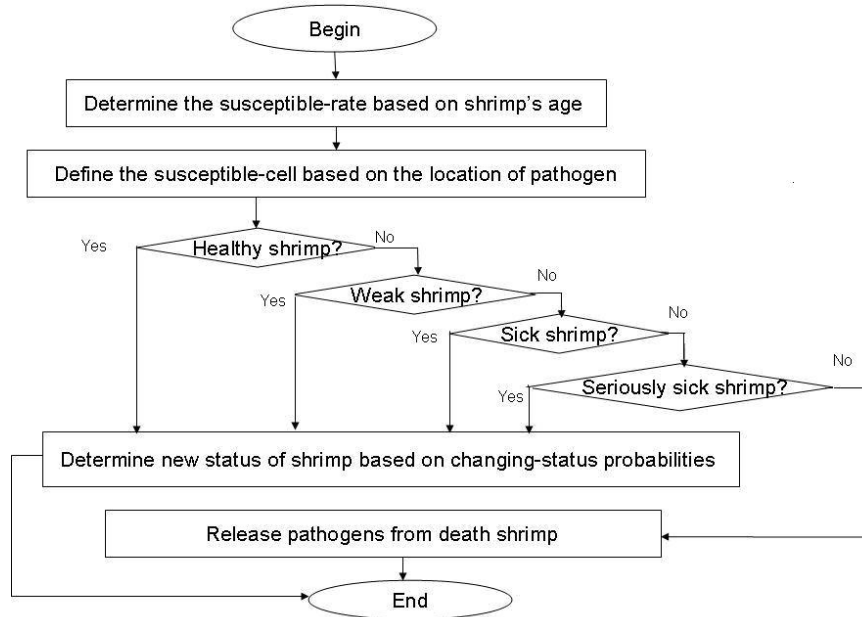 Begin
Determine the susceptible-rate based on shrimp's age
Define the susceptible-cell based on the location of pathogen
Yes
Healthy shrimp?
No
Yes
Weak shrimp?
No
Yes
Sick shrimp?
No
Yes
Seriously sick shrimp?
No
Determine new status of shrimp based on changing-status probabilities
Release pathogens from death shrimp
End